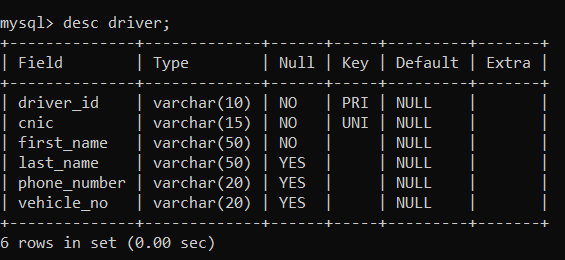 mysql> desc driver;
+--------------+-------------+------+-----+---------+-------+
| Field        | Type        | Null | Key | Default | Extra |
+--------------+-------------+------+-----+---------+-------+
| driver_id    | varchar(10) | NO   | PRI | NULL    |       |
| cnic         | varchar(15) | NO   | UNI | NULL    |       |
| first_name   | varchar(50) | NO   |     | NULL    |       |
| last_name    | varchar(50) | YES  |     | NULL    |       |
| phone_number | varchar(20) | YES  |     | NULL    |       |
| vehicle_no   | varchar(20) | YES  |     | NULL    |       |
+--------------+-------------+------+-----+---------+-------+
6 rows in set (0.00 sec)